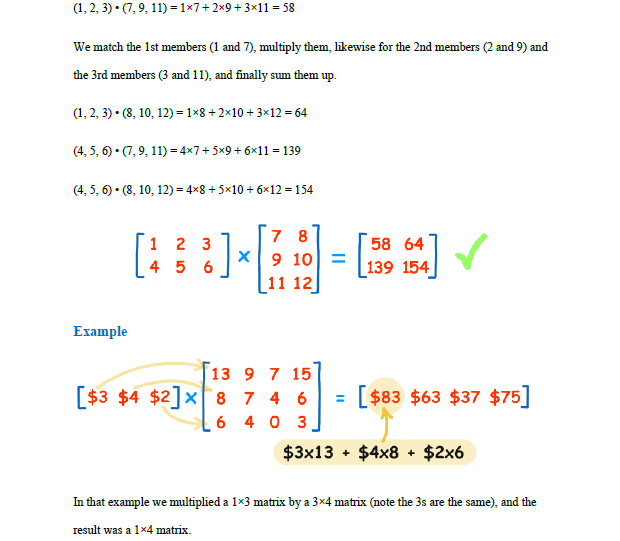 (1, 2, 3) • (7, 9, 11) = 1×7 + 2×9 + 3×11 = 58
We match the 1st members (1 and 7), multiply them, likewise for the 2nd members (2 and 9) and
the 3rd members (3 and 11), and finally sum them up.
(1, 2, 3) • (8, 10, 12) = 1×8 + 2×10 + 3×12 = 64
(4, 5, 6) • (7, 9, 11) = 4×7 + 5×9 + 6×11 = 139
(4, 5, 6) • (8, 10, 12) = 4×8 + 5×10 + 6×12 = 154
7 8
1 2 3
58 64
× 9 10 =
4 5 6
139 154
11 12
Example
13 9 7 15
[$3 $4 $2] × 8 7 4 6 = [$83 $63 $37 $75]
6 4 0 3
$3x13 + $4x8 + $2x6
In that example we multiplied a 1×3 matrix by a 3×4 matrix (note the 3s are the same), and the
result was a 1×4 matrix.